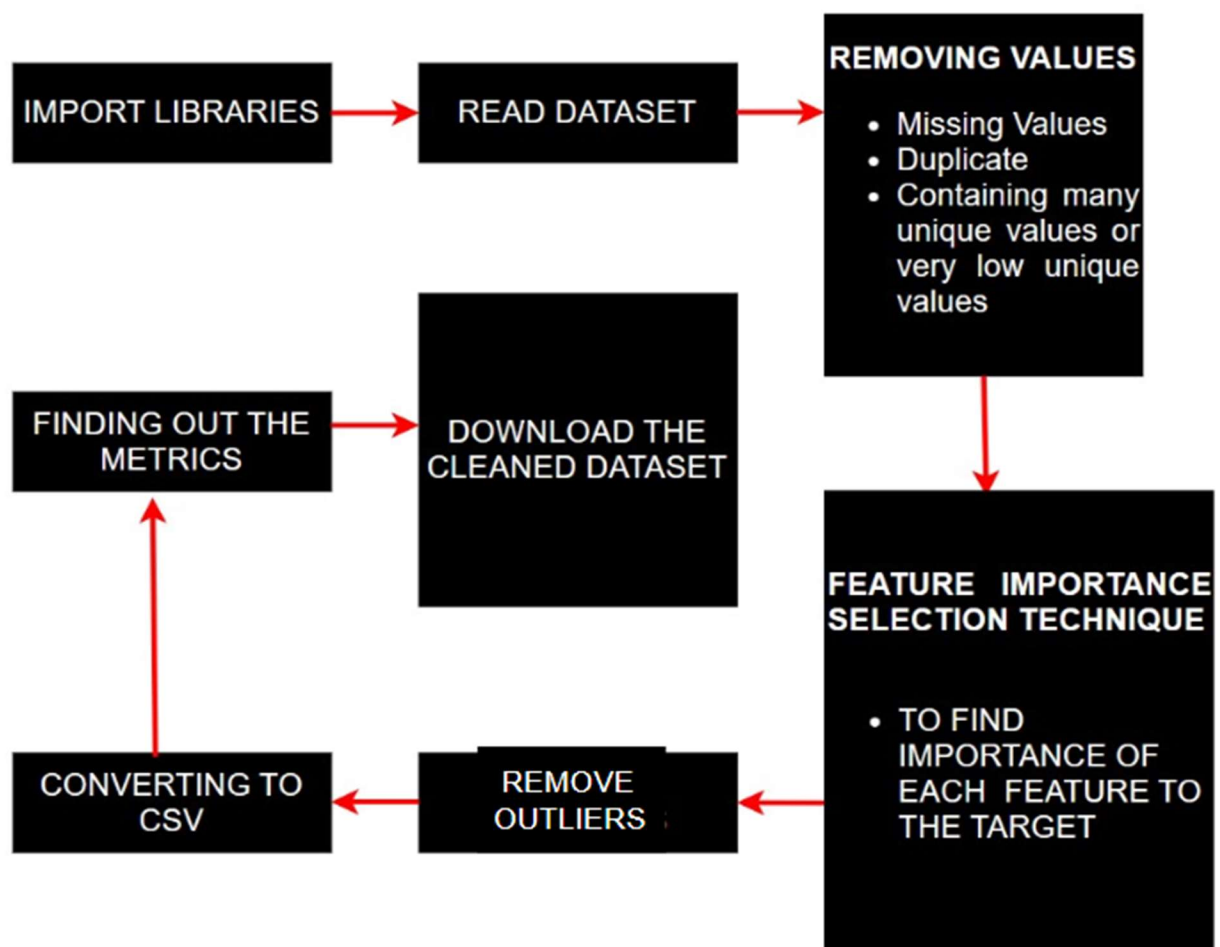 IMPORT LIBRARIES
READ DATASET
REMOVING VALUES
• Missing Values
• Duplicate
• Containing many
unique values or
very low unique
values
FEATURE IMPORTANCE
SELECTION TECHNIQUE
• TO FIND
IMPORTANCE OF
EACH FEATURE TO
THE TARGET
REMOVE
OUTLIERS
CONVERTING TO
CSV
FINDING OUT THE
METRICS
DOWNLOAD THE
CLEANED DATASET